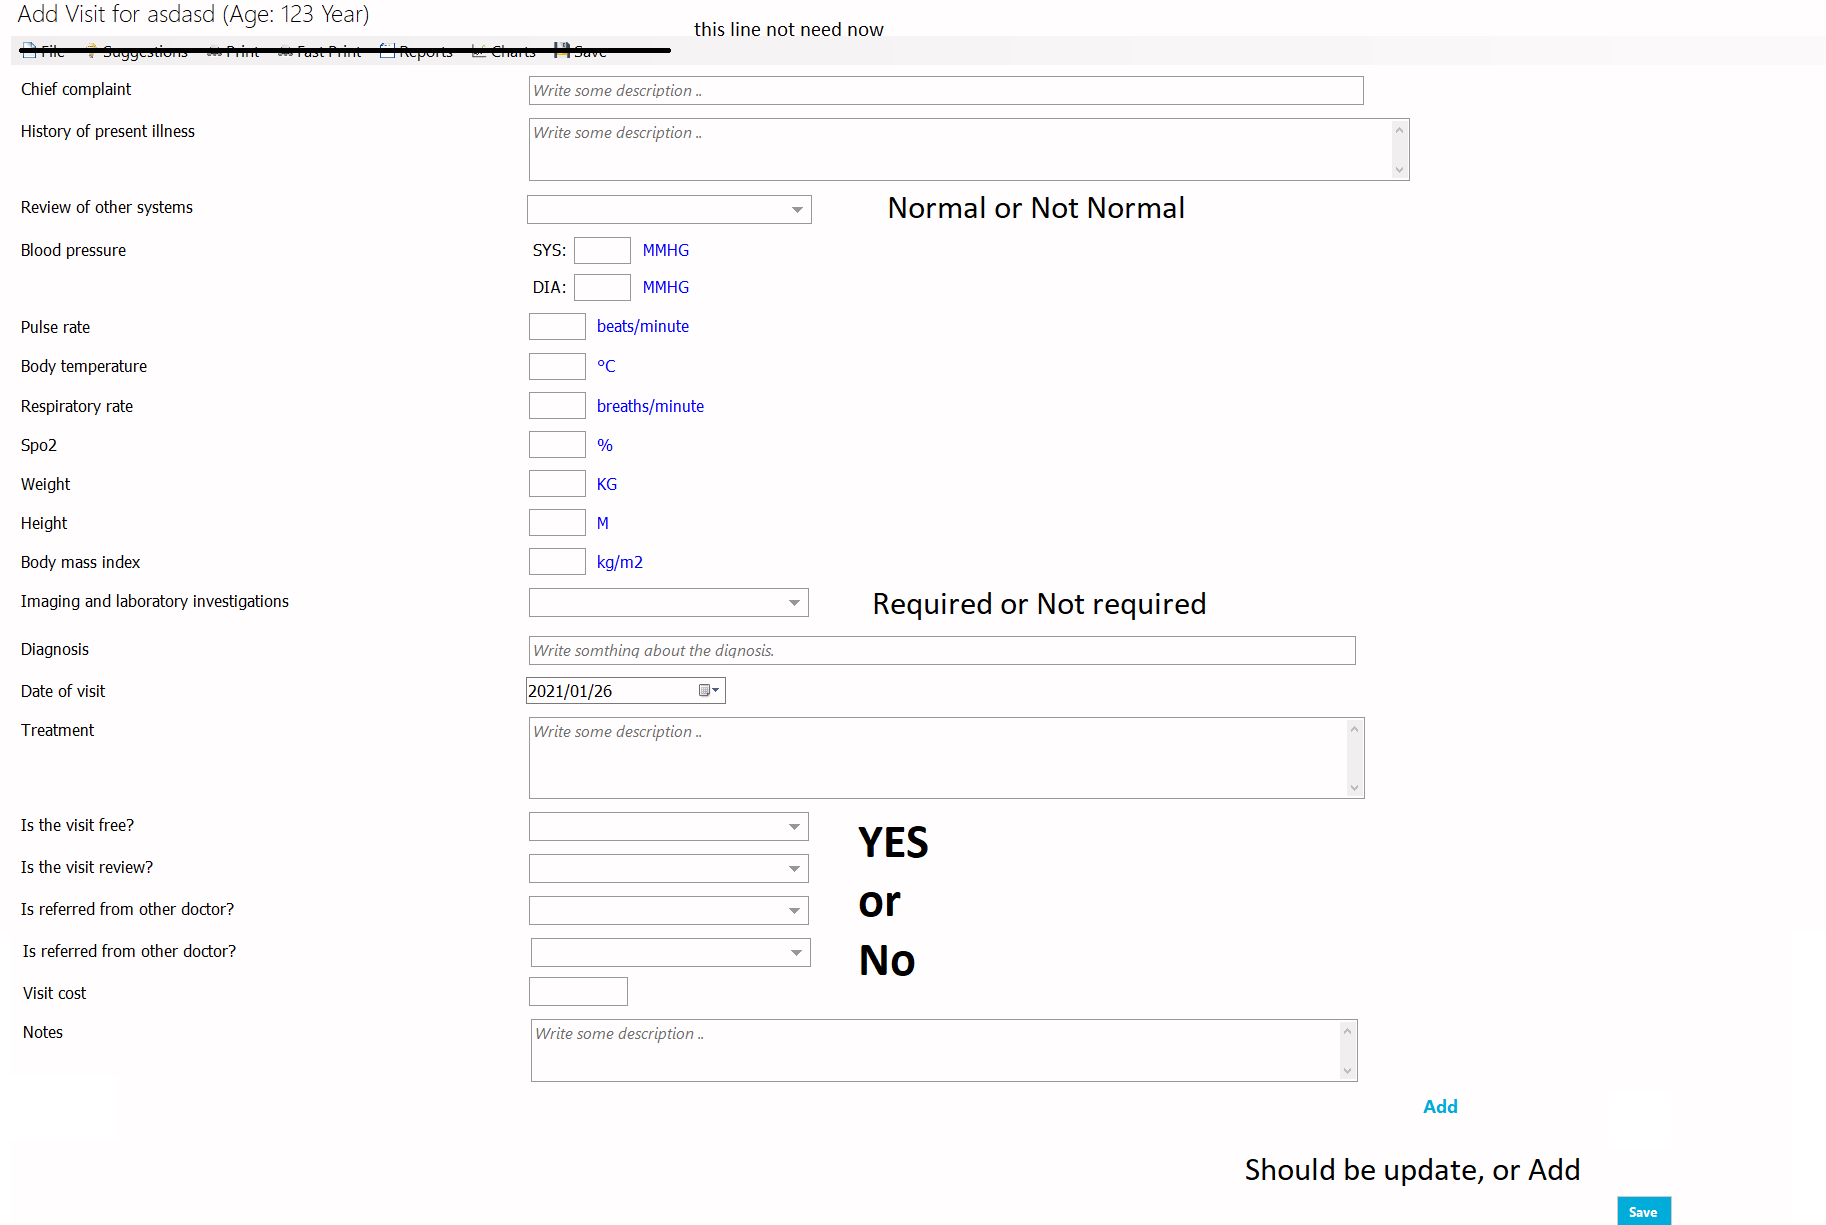 Add Visit for asdasd (Age: 123 Year)
this line not need now
File Suggestions Print Fast Print Reports Charts Save
Chief complaint Write some description ..
History of present illness Write some description ..
Review of other systems Normal or Not Normal
Blood pressure SYS: MMHG
DIA: MMHG
Pulse rate beats/minute
Body temperature °C
Respiratory rate breaths/minute
Spo2 %
Weight KG
Height M
Body mass index kg/m2
Imaging and laboratory investigations Required or Not required
Diagnosis Write somthing about the dignosis.
Date of visit 2021/01/26
Treatment Write some description ..
Is the visit free? YES
Is the visit review?
Is referred from other doctor? or
Is referred from other doctor? No
Visit cost
Notes Write some description ..
Add
Should be update, or Add
Save